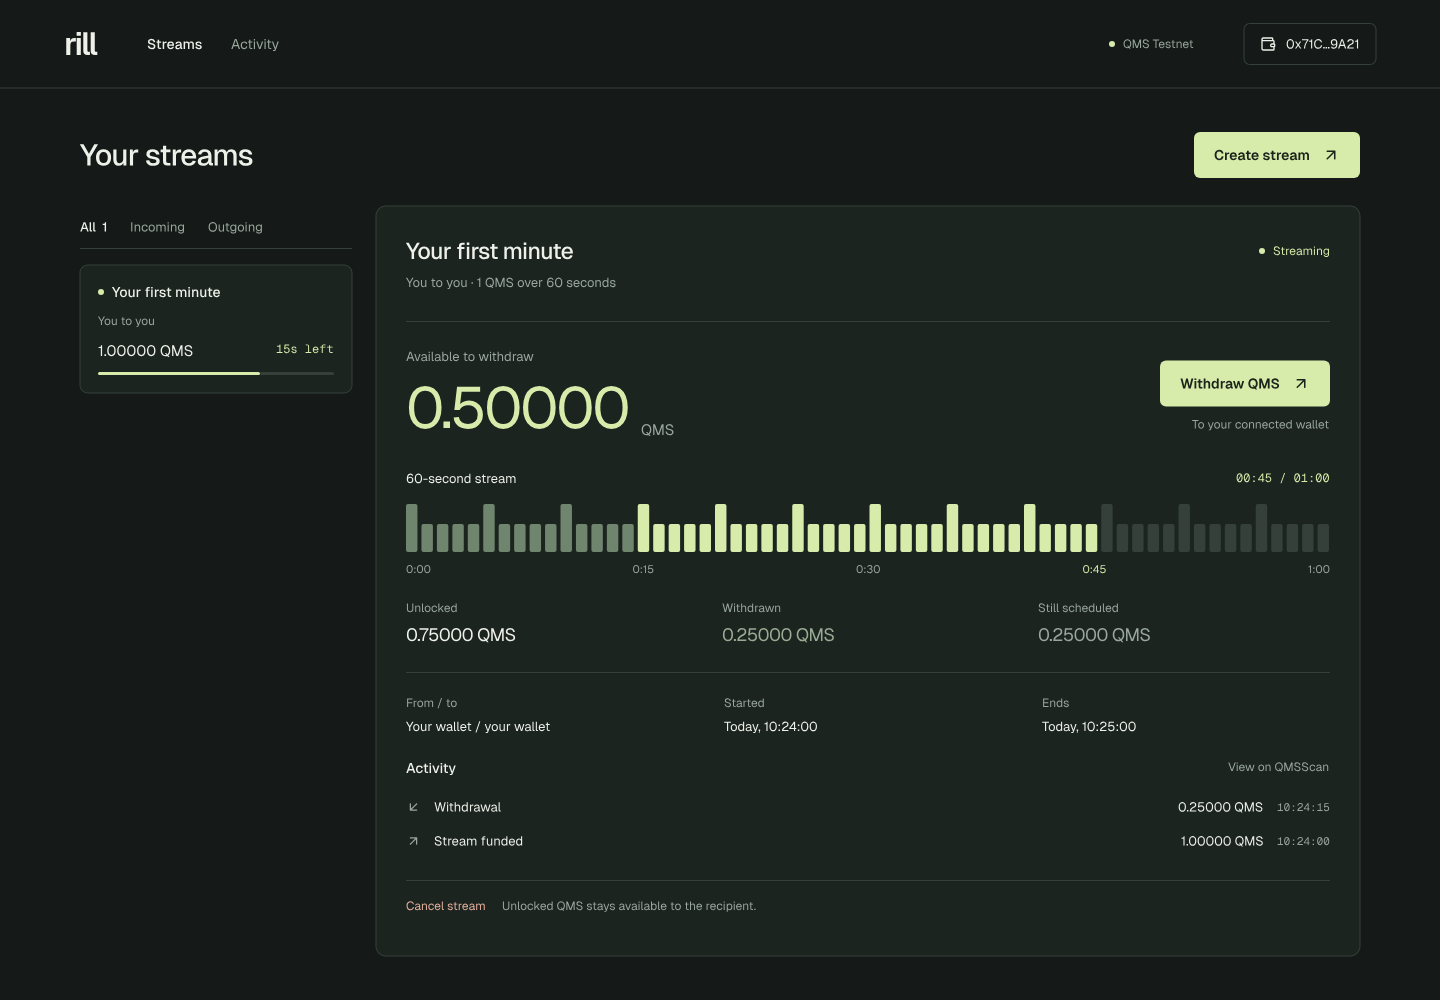 rill
Streams
Activity
QMS Testnet
0x71C...9A21
Your streams
Create stream
All 1
Incoming
Outgoing
Your first minute
You to you
1.00000 QMS
15s left
Your first minute
Streaming
You to you · 1 QMS over 60 seconds
Available to withdraw
0.50000 QMS
Withdraw QMS
To your connected wallet
60-second stream
00:45 / 01:00
0:00
0:15
0:30
0:45
1:00
Unlocked
0.75000 QMS
Withdrawn
0.25000 QMS
Still scheduled
0.25000 QMS
From / to
Your wallet / your wallet
Started
Today, 10:24:00
Ends
Today, 10:25:00
Activity
View on QMSScan
Withdrawal
0.25000 QMS
10:24:15
Stream funded
1.00000 QMS
10:24:00
Cancel stream
Unlocked QMS stays available to the recipient.